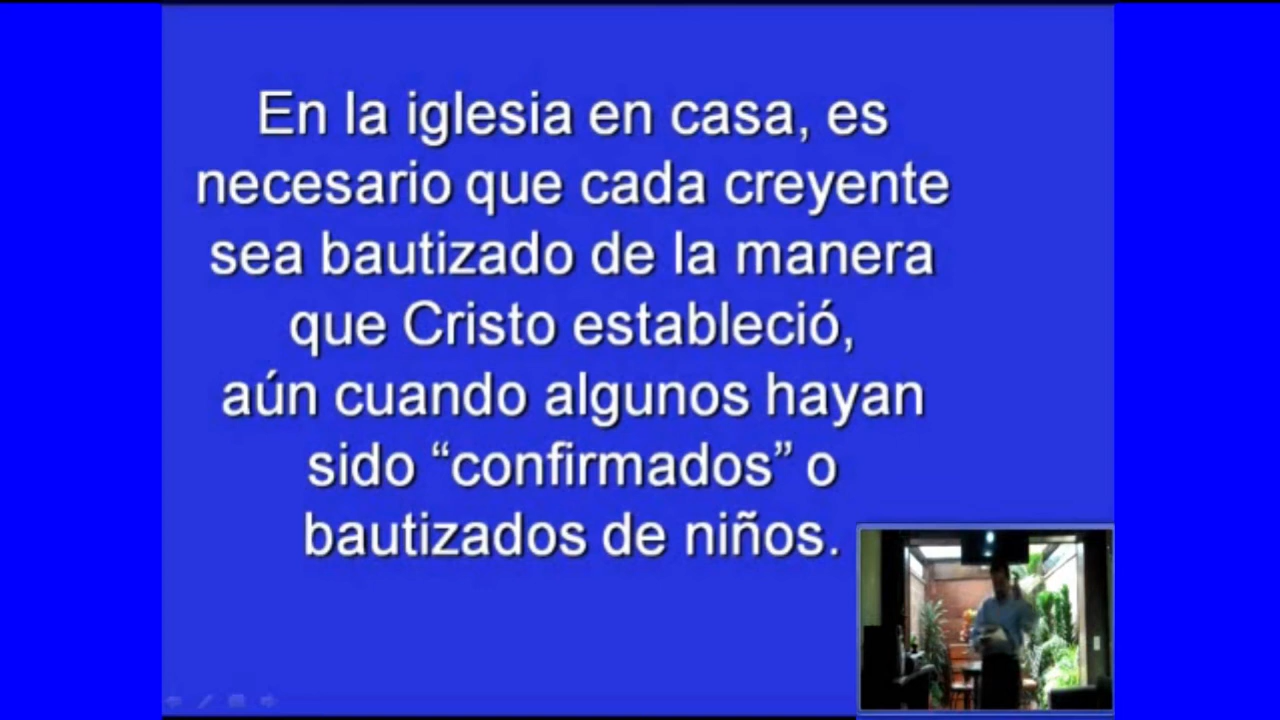 En la iglesia en casa, es
necesario que cada creyente
sea bautizado de la manera
que Cristo estableció,
aún cuando algunos hayan
sido “confirmados” o
bautizados de niños.